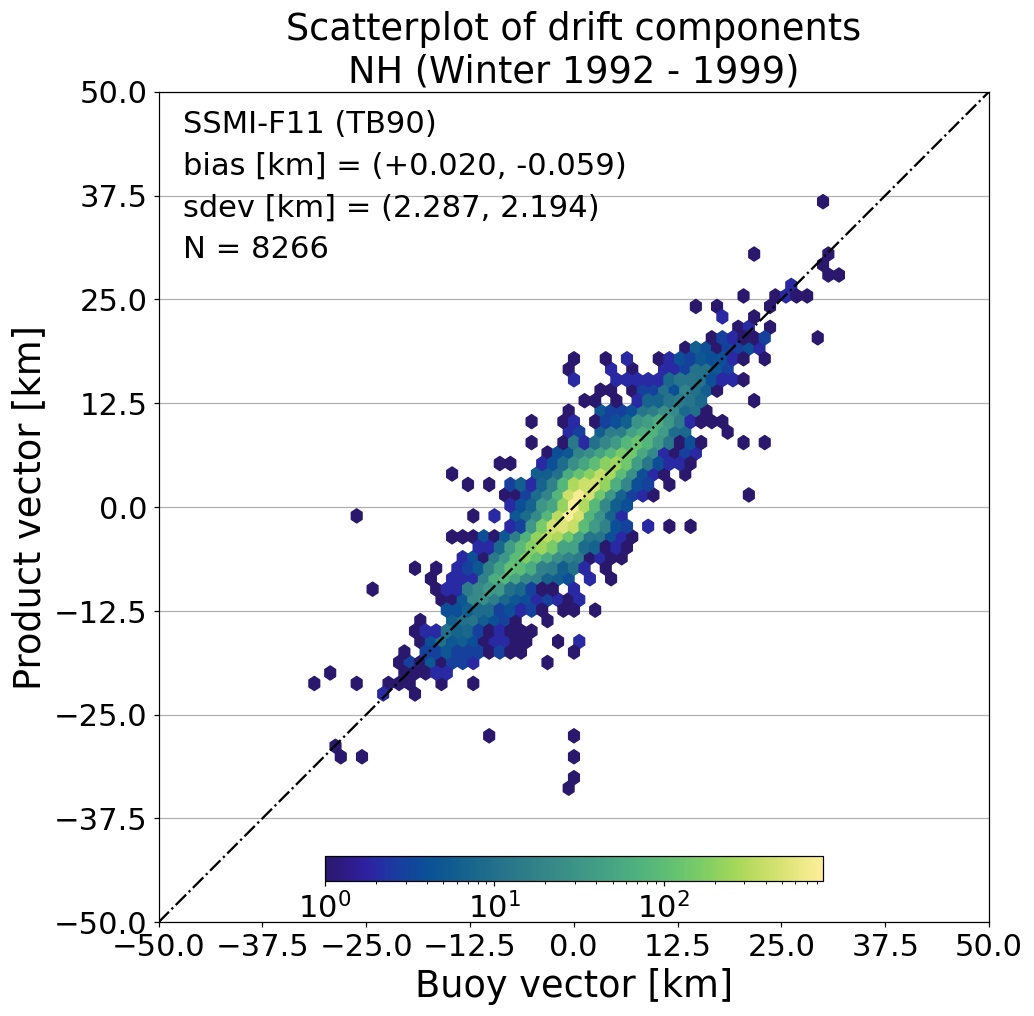 Scatterplot of drift components
NH (Winter 1992 - 1999)
50.0
SSMI-F11 (TB90)
bias [km] = (+0.020, -0.059)
37.5
sdev [km] = (2.287, 2.194)
N = 8266
25.0
12.5
0.0
−12.5
−25.0
−37.5
−50.0
Product vector [km]
10⁰ 10¹ 10²
−50.0 −37.5 −25.0 −12.5 0.0 12.5 25.0 37.5 50.0
Buoy vector [km]